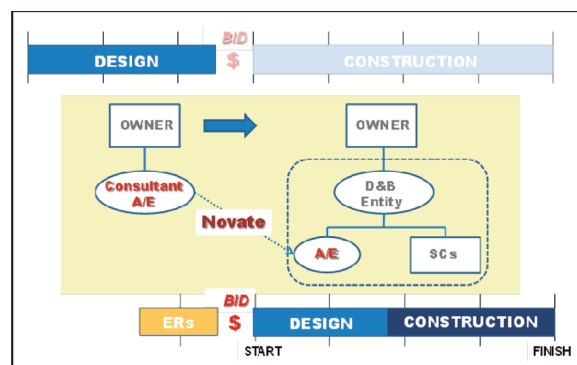 BID
DESIGN
$
CONSTRUCTION
OWNER
OWNER
Consultant
A/E
D&B
Entity
Novate
A/E
SCs
BID
ERs
$
DESIGN
CONSTRUCTION
START
FINISH